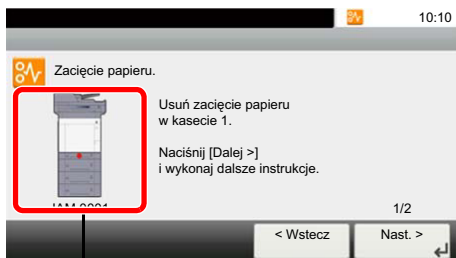 10:10
Zacięcie papieru.
Usuń zacięcie papieru
w kasecie 1.
Naciśnij [Dalej >]
i wykonaj dalsze instrukcje.
1/2
< Wstecz
Nast. >